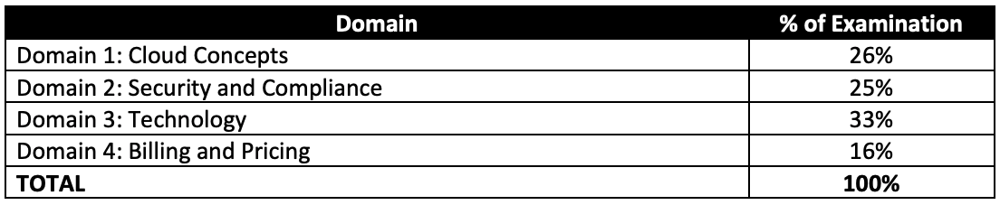 Domain % of Examination
Domain 1: Cloud Concepts 26%
Domain 2: Security and Compliance 25%
Domain 3: Technology 33%
Domain 4: Billing and Pricing 16%
TOTAL 100%